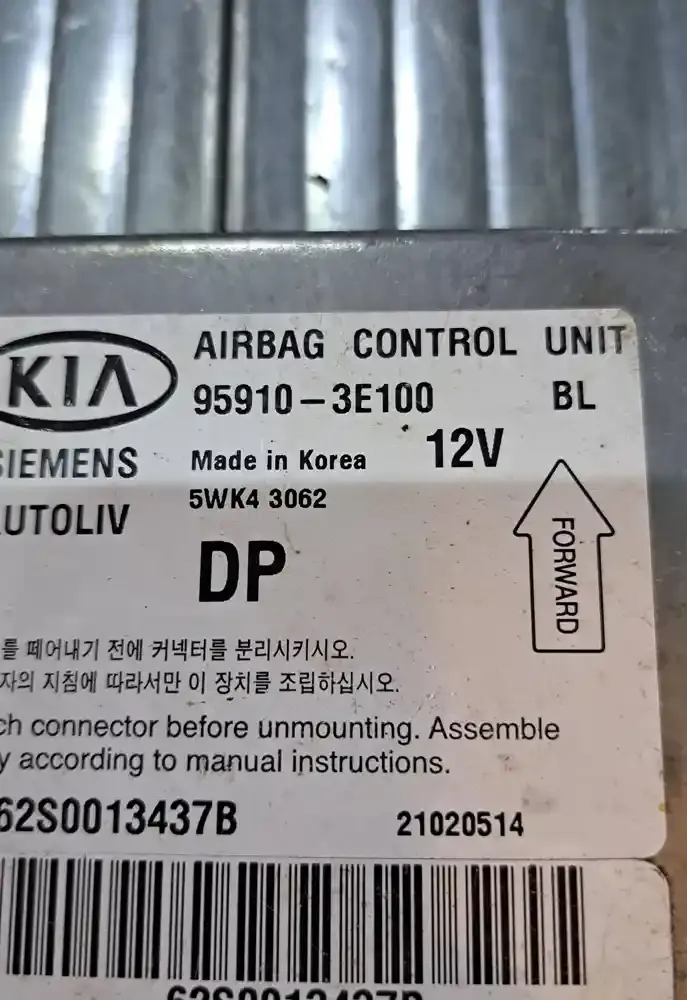 KIA
AIRBAG CONTROL UNIT
95910-3E100 BL
SIEMENS
Made in Korea 12V
5WK4 3062
AUTOLIV
DP
FORWARD
를 떼어내기 전에 커넥터를 분리시키시오.
자의 지침에 따라서만 이 장치를 조립하십시오.
ch connector before unmounting. Assemble
y according to manual instructions.
62S0013437B 21020514
62S0013437B